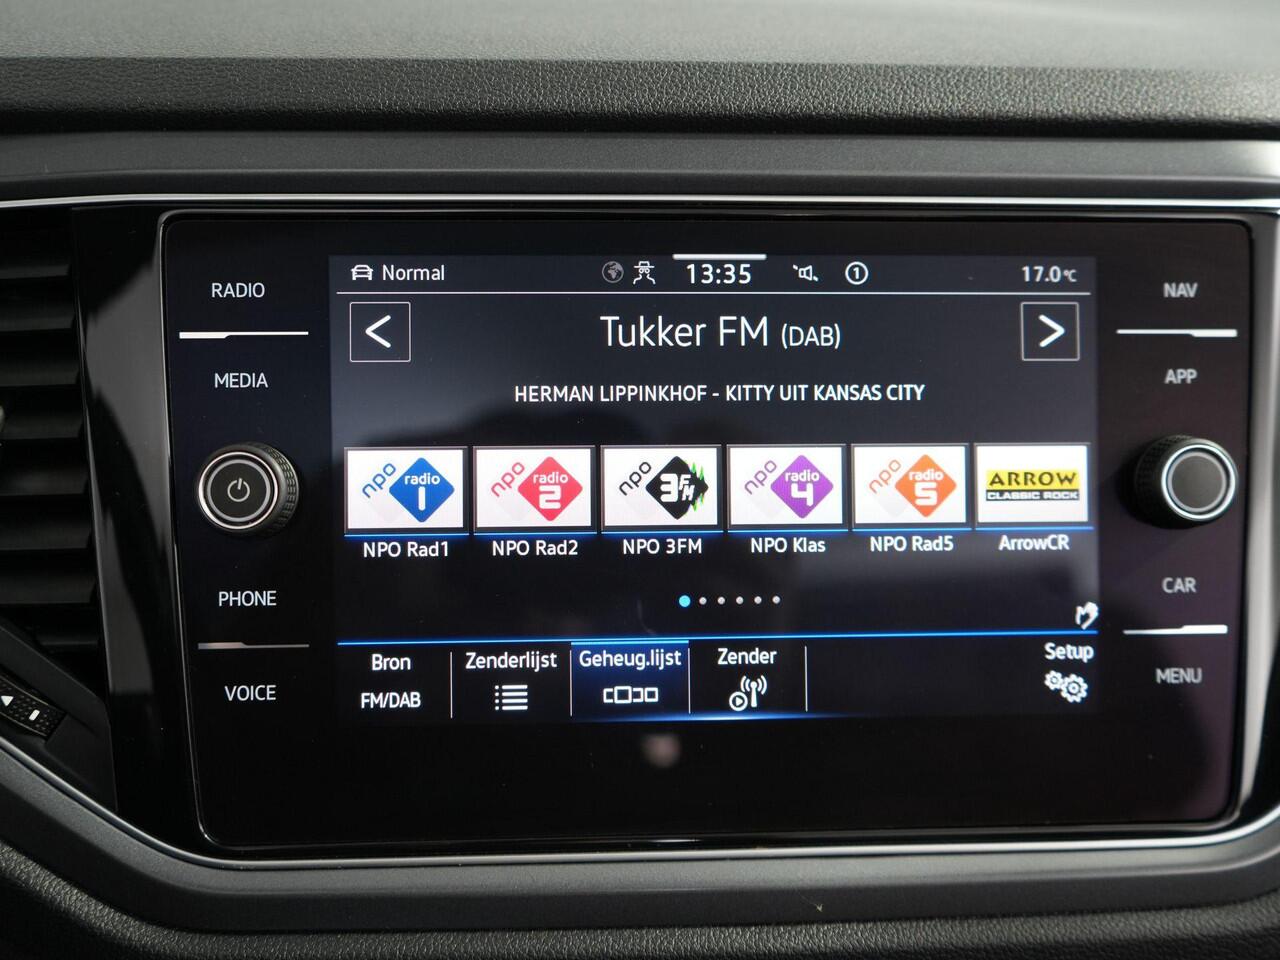 Normal
13:35
1
17.0°C
RADIO
NAV
Tukker FM (DAB)
MEDIA
APP
HERMAN LIPPINKHOF - KITTY UIT KANSAS CITY
npo radio 1
npo radio 2
npo 3FM
npo radio 4
npo radio 5
ARROW
CLASSIC ROCK
NPO Rad1
NPO Rad2
NPO 3FM
NPO Klas
NPO Rad5
ArrowCR
PHONE
CAR
VOICE
MENU
Bron
FM/DAB
Zenderlijst
Geheug.lijst
Zender
Setup